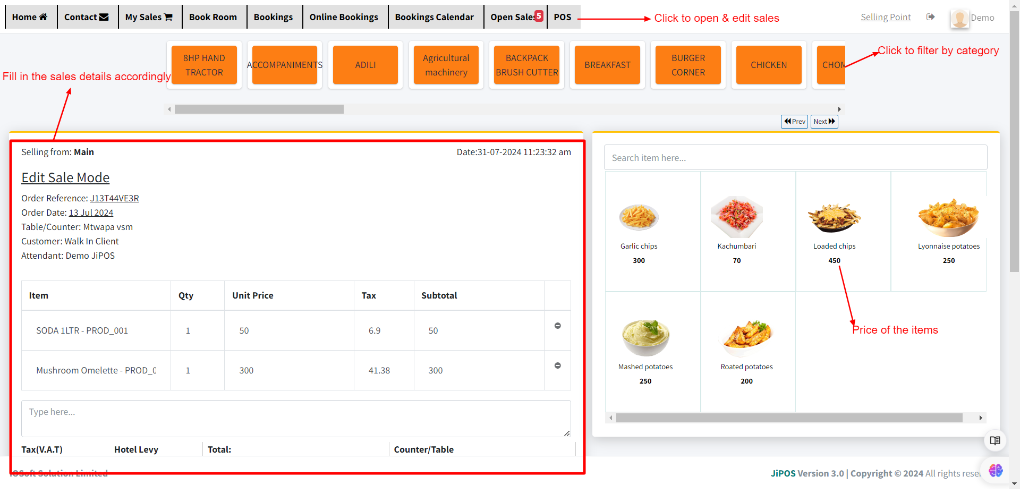 Home Contact My Sales Book Room Bookings Online Bookings Bookings Calendar Open Sales 5 POS
Click to open & edit sales
Selling Point Demo
Click to filter by category
Fill in the sales details accordingly
BHP HAND TRACTOR
ACCOMPANIMENTS
ADILI
Agricultural machinery
BACKPACK BRUSH CUTTER
BREAKFAST
BURGER CORNER
CHICKEN
Prev Next
Selling from: Main Date:31-07-2024 11:23:32 am
Edit Sale Mode
Order Reference: J13T44VE3R
Order Date: 13 Jul 2024
Table/Counter: Mtwapa vsm
Customer: Walk In Client
Attendant: Demo JiPOS
Item Qty Unit Price Tax Subtotal
SODA 1LTR - PROD_001 1 50 6.9 50
Mushroom Omelette - PROD_0 1 300 41.38 300
Type here...
Tax(V.A.T) Hotel Levy Total: Counter/Table
Search item here...
Garlic chips Kachumbari Loaded chips Lyonnaise potatoes
300 70 450 250
Price of the items
Mashed potatoes Roated potatoes
250 200
Soft Solution Limited
JiPOS Version 3.0 | Copyright © 2024 All rights